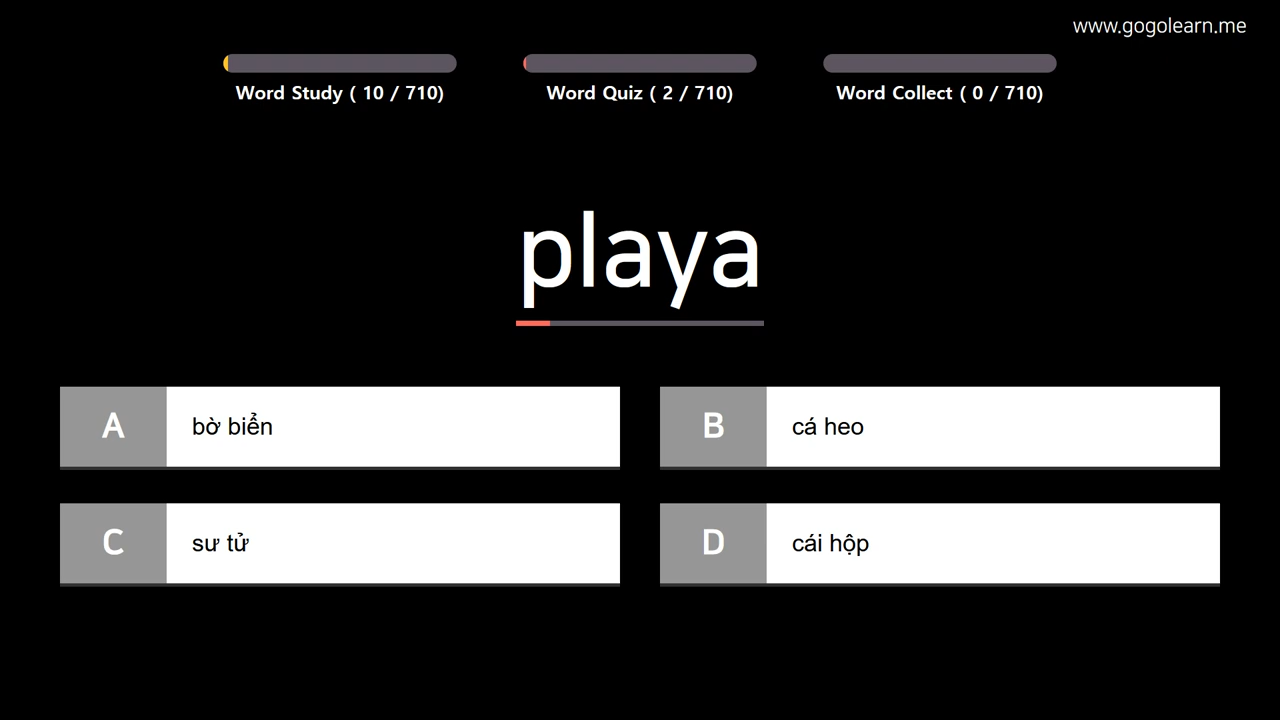 www.gogolearn.me
Word Study ( 10 / 710)
Word Quiz ( 2 / 710)
Word Collect ( 0 / 710)
playa
A bờ biển
B cá heo
C sư tử
D cái hộp